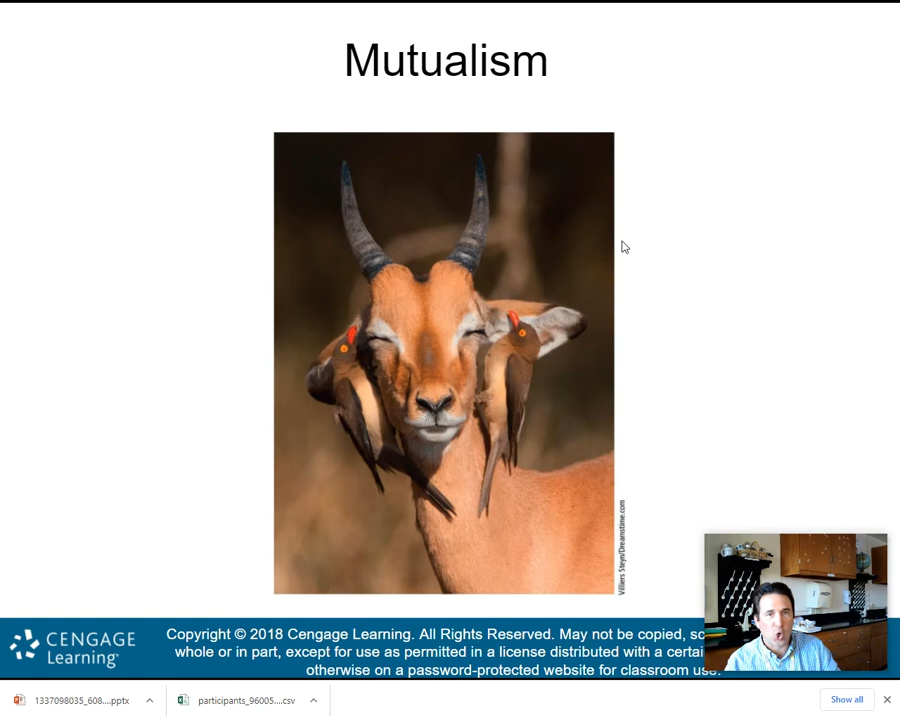 Mutualism
Villiers Steyn/Dreamstime.com
CENGAGE
Learning™
Copyright © 2018 Cengage Learning. All Rights Reserved. May not be copied, sc
whole or in part, except for use as permitted in a license distributed with a certai
otherwise on a password-protected website for classroom use.
1337098035_608....pptx
participants_96005....csv
Show all